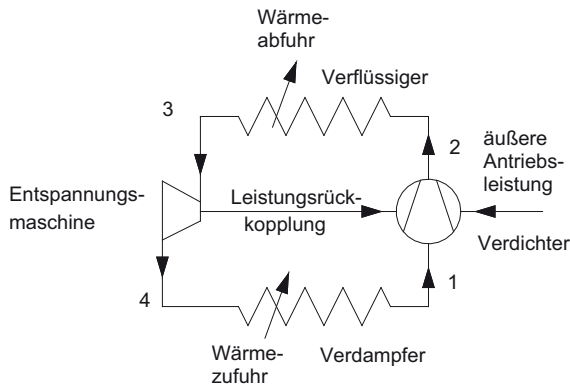 Wärme-
abfuhr
Verflüssiger
3
2
äußere
Antriebs-
leistung
Entspannungs-
maschine
Leistungsrück-
kopplung
Verdichter
4
1
Wärme-
zufuhr
Verdampfer